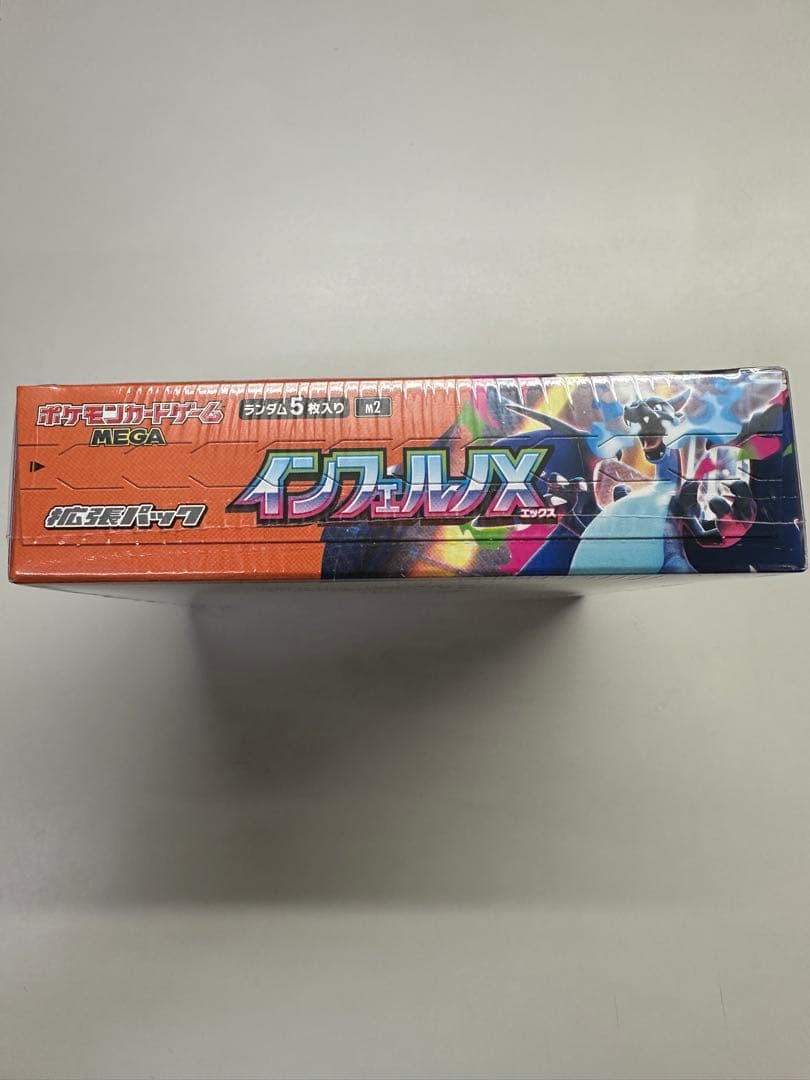 ポケモンカードゲーム
MEGA
ランダム5枚入り M2
拡張パック
インフェルノX
エックス